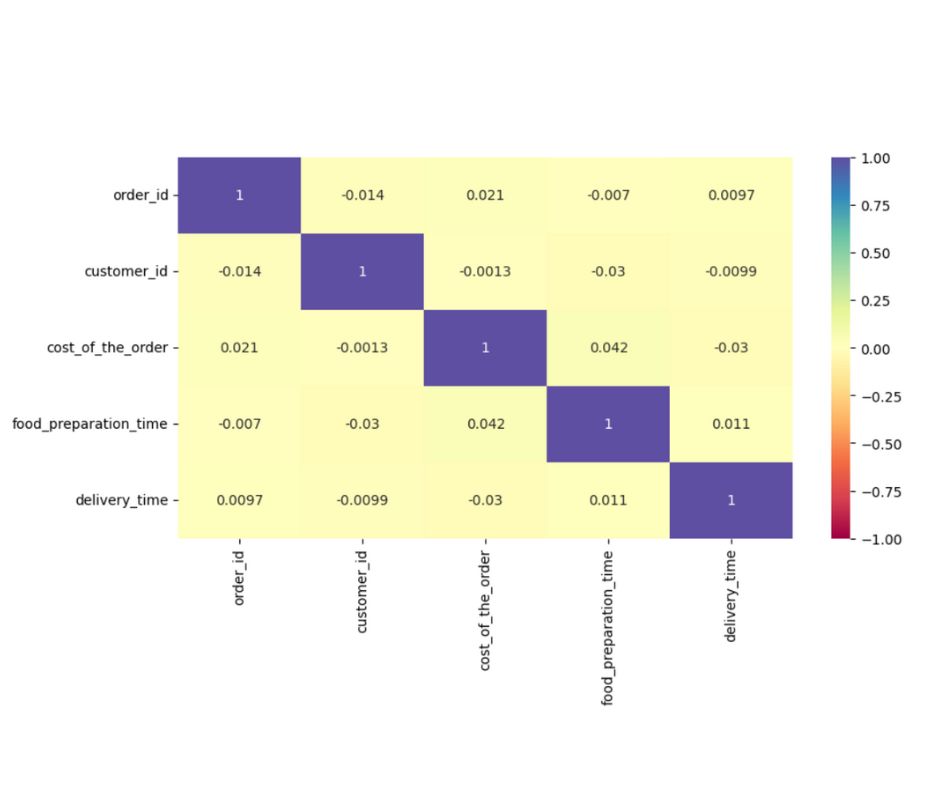 order_id 1 -0.014 0.021 -0.007 0.0097
customer_id -0.014 1 -0.0013 -0.03 -0.0099
cost_of_the_order 0.021 -0.0013 1 0.042 -0.03
food_preparation_time -0.007 -0.03 0.042 1 0.011
delivery_time 0.0097 -0.0099 -0.03 0.011 1
order_id
customer_id
cost_of_the_order
food_preparation_time
delivery_time
1.00
0.75
0.50
0.25
0.00
−0.25
−0.50
−0.75
−1.00